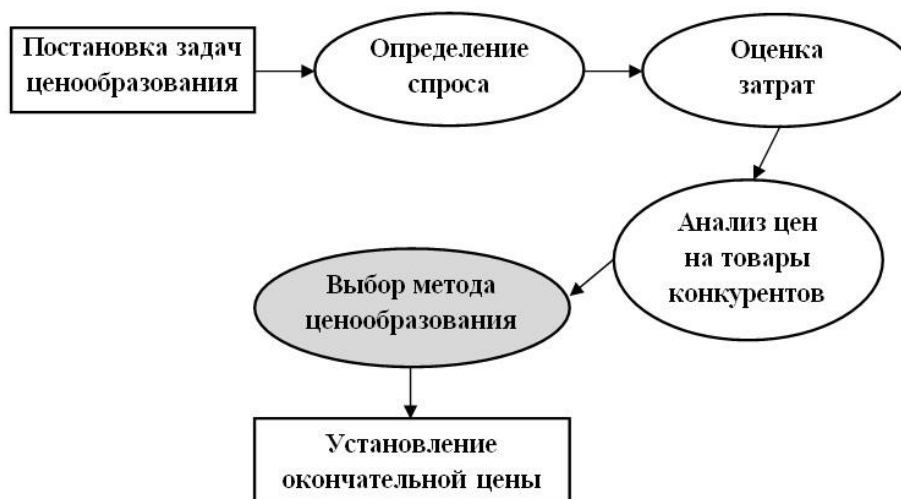 Постановка задач
ценообразования
Определение
спроса
Оценка
затрат
Анализ цен
на товары
конкурентов
Выбор метода
ценообразования
Установление
окончательной цены